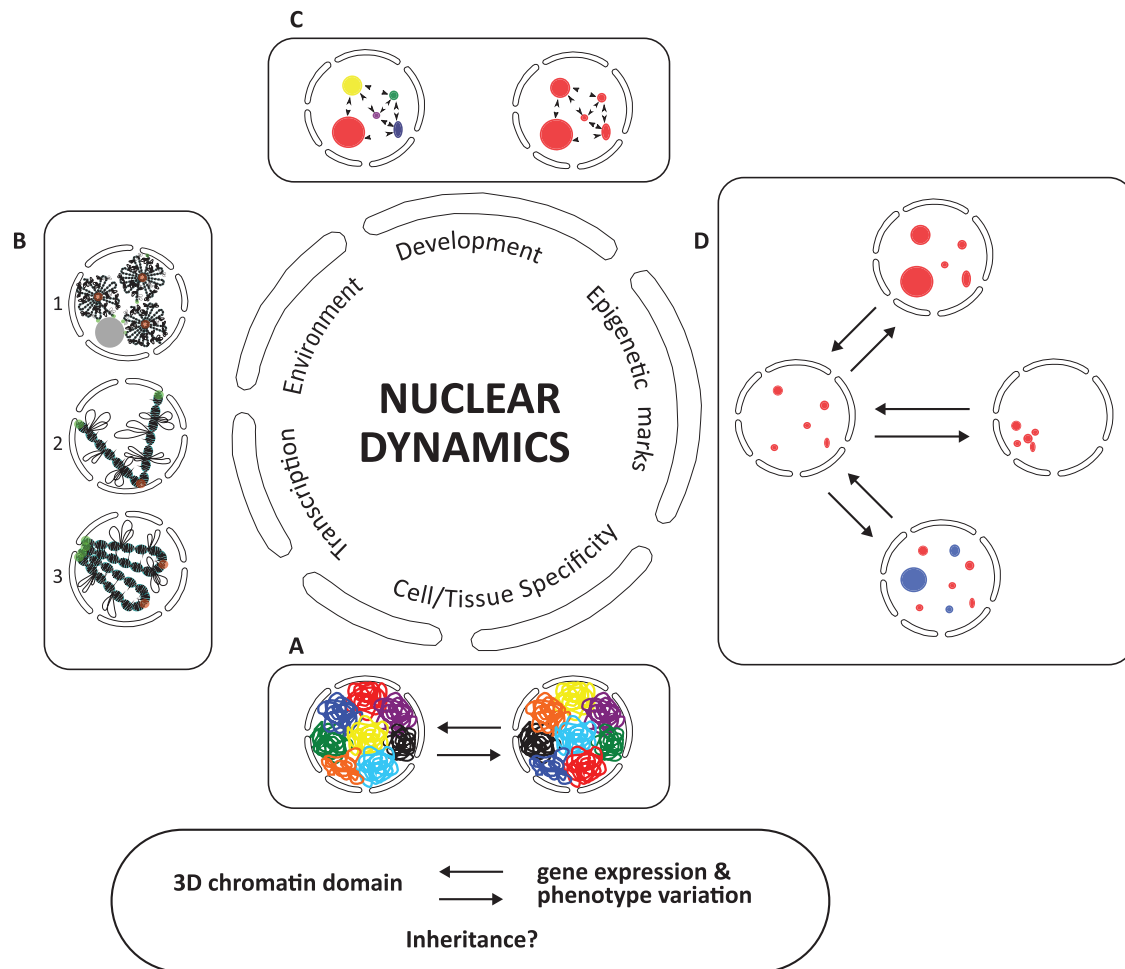 C
B
D
1
2
3
Development
Environment
Epigenetic marks
NUCLEAR
DYNAMICS
Transcription
Cell/Tissue Specificity
A
3D chromatin domain
gene expression &
phenotype variation
Inheritance?